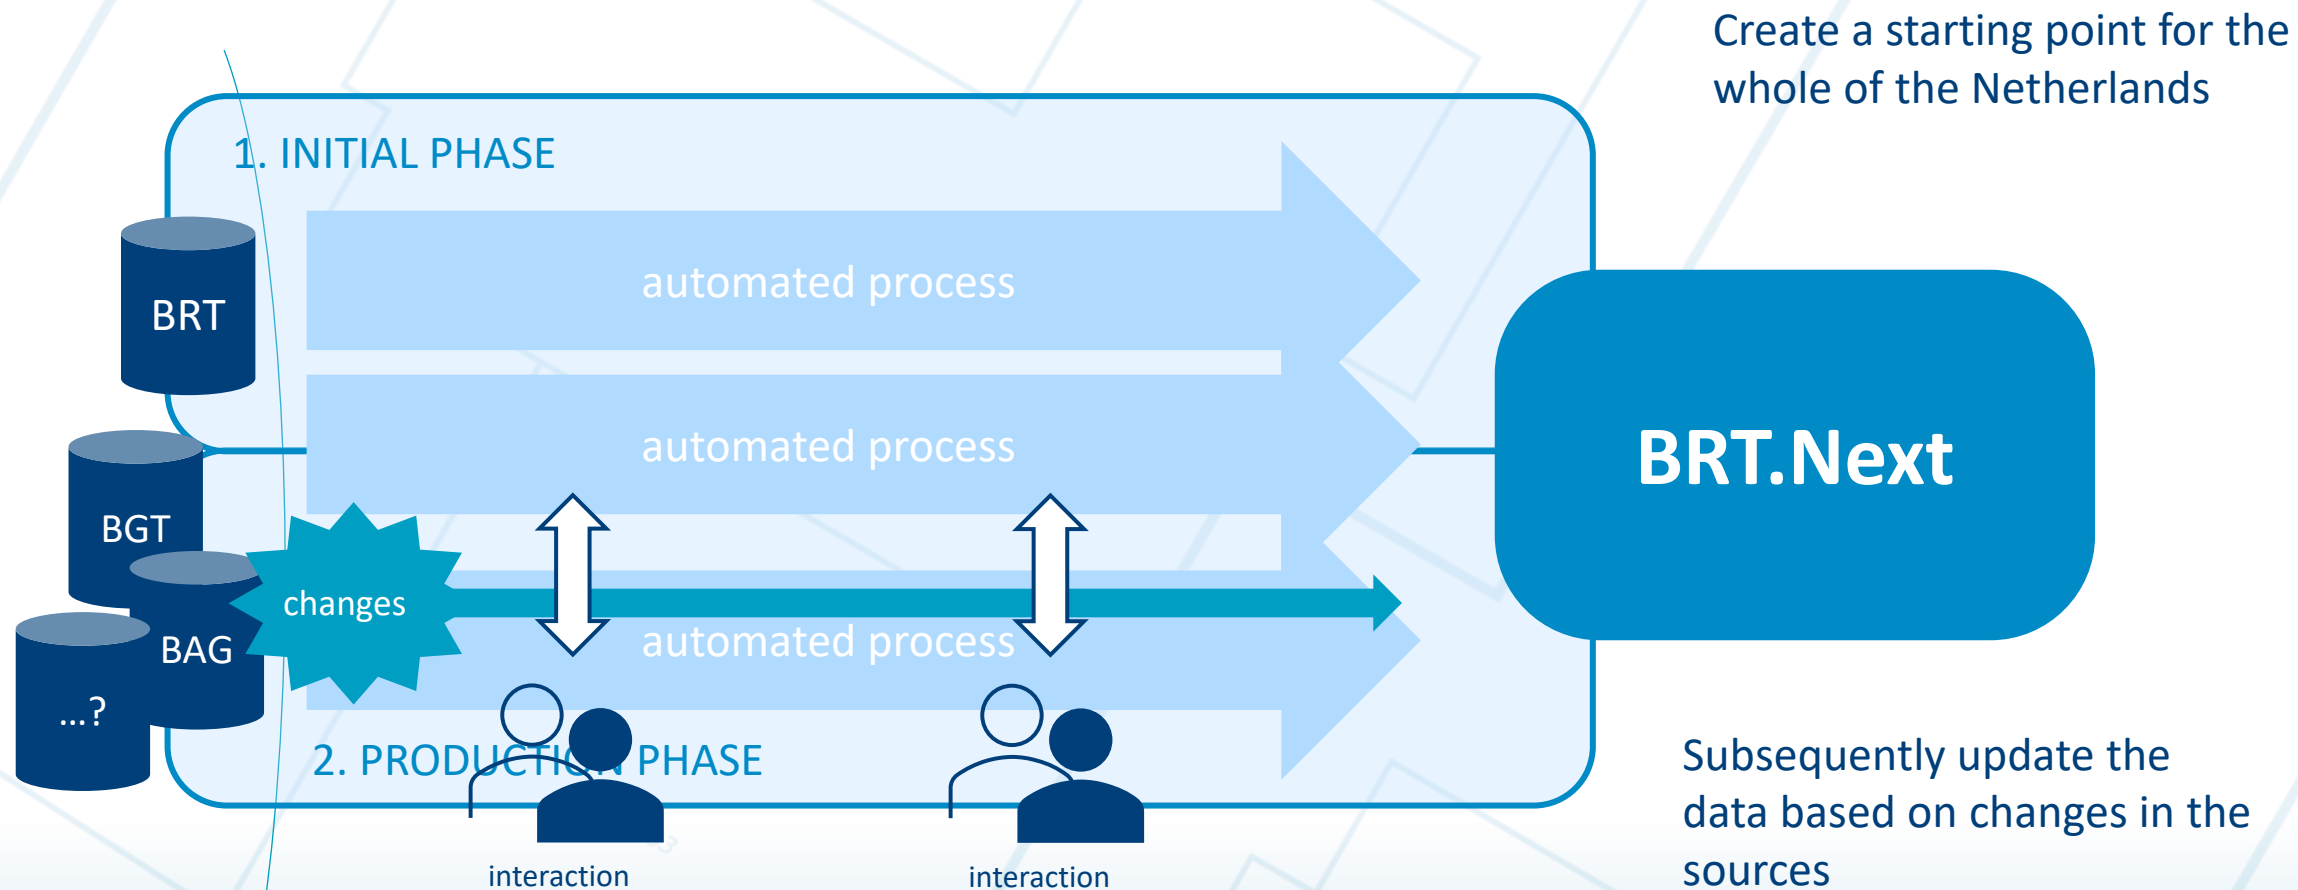 Create a starting point for the
whole of the Netherlands
1. INITIAL PHASE
automated process
BRT
automated process
BRT.Next
BGT
changes
BAG
automated process
...?
2. PRODUCTION PHASE
Subsequently update the
data based on changes in the
sources
interaction
interaction